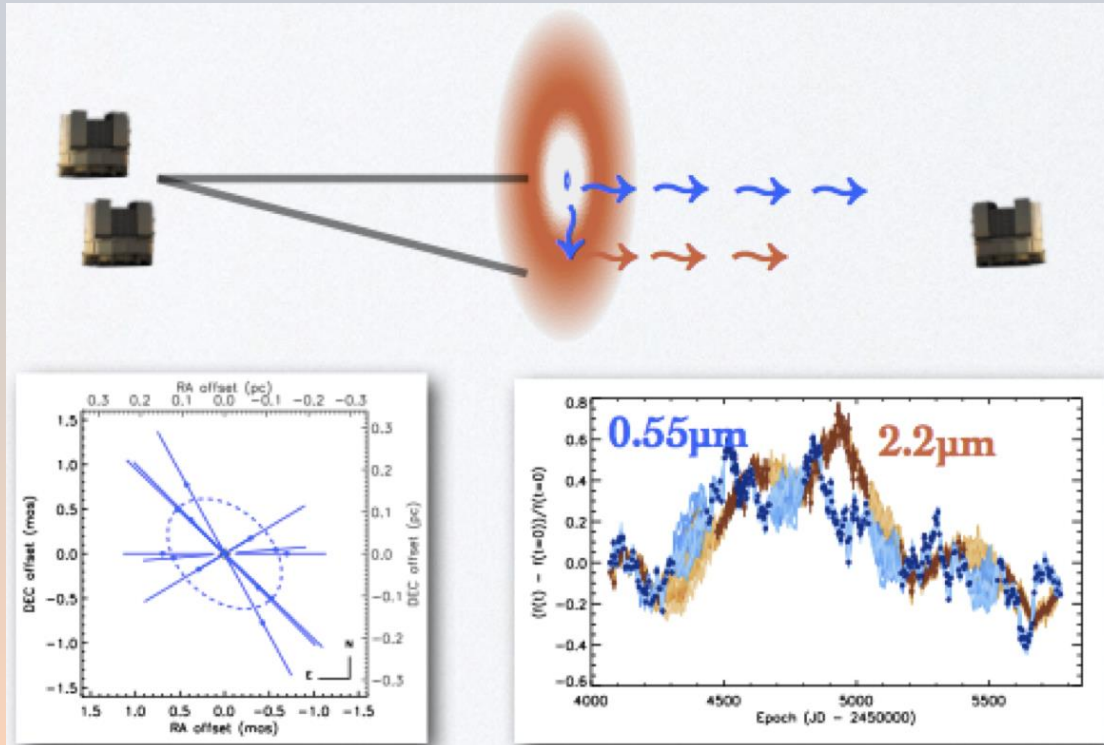 RA offset (pc)
0.3 0.2 0.1 0.0 −0.1 −0.2 −0.3
1.5
1.0
0.5
0.0
−0.5
−1.0
−1.5
DEC offset (mas)
0.3
0.2
0.1
0.0
−0.1
−0.2
−0.3
DEC offset (pc)
N
E
1.5 1.0 0.5 0.0 −0.5 −1.0 −1.5
RA offset (mas)
0.55μm
2.2μm
0.8
0.6
0.4
0.2
0.0
−0.2
−0.4
−0.6
(f(t) − f(t=0))/f(t=0)
4000 4500 5000 5500
Epoch (JD − 2450000)